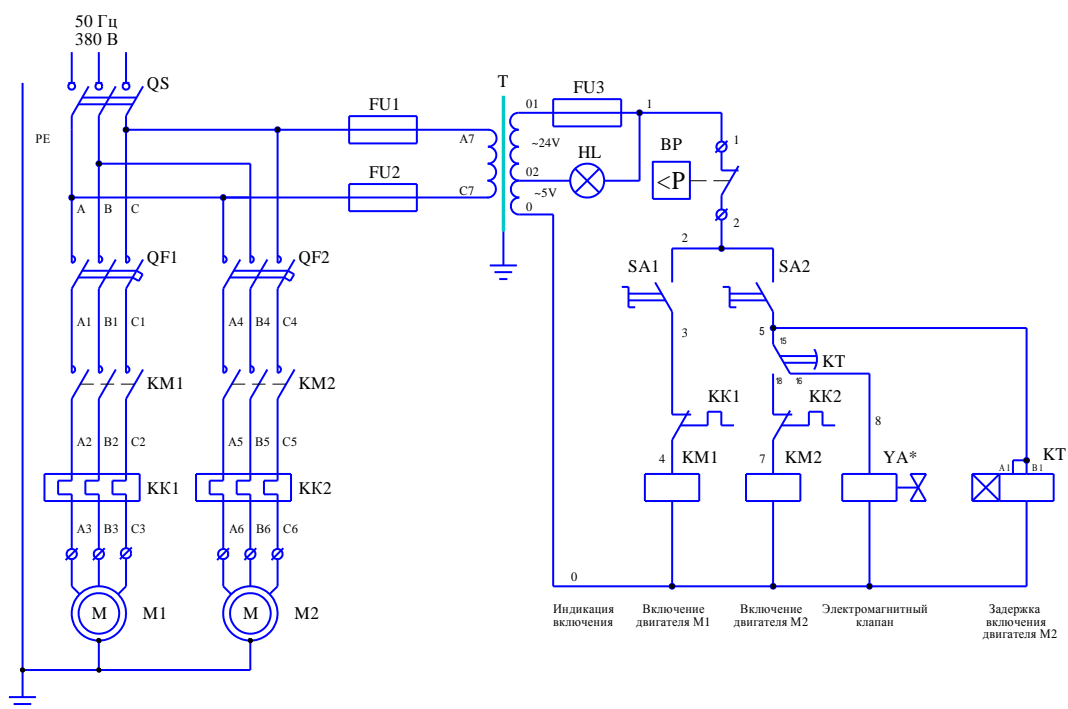 50 Гц
380 В
QS
PE
FU1
FU2
A7
C7
T
01
~24V
02
~5V
0
FU3
1
HL
BP
<P
1
2
2
A
B
C
QF1
QF2
SA1
SA2
A1
B1
C1
A4
B4
C4
3
5
15
KT
18
16
KM1
KM2
KK1
KK2
8
A2
B2
C2
A5
B5
C5
4
KM1
7
KM2
YA*
KT
A1
B1
KK1
KK2
A3
B3
C3
A6
B6
C6
0
M
M1
M
M2
Индикация
включения
Включение
двигателя М1
Включение
двигателя М2
Электромагнитный
клапан
Задержка
включения
двигателя М2